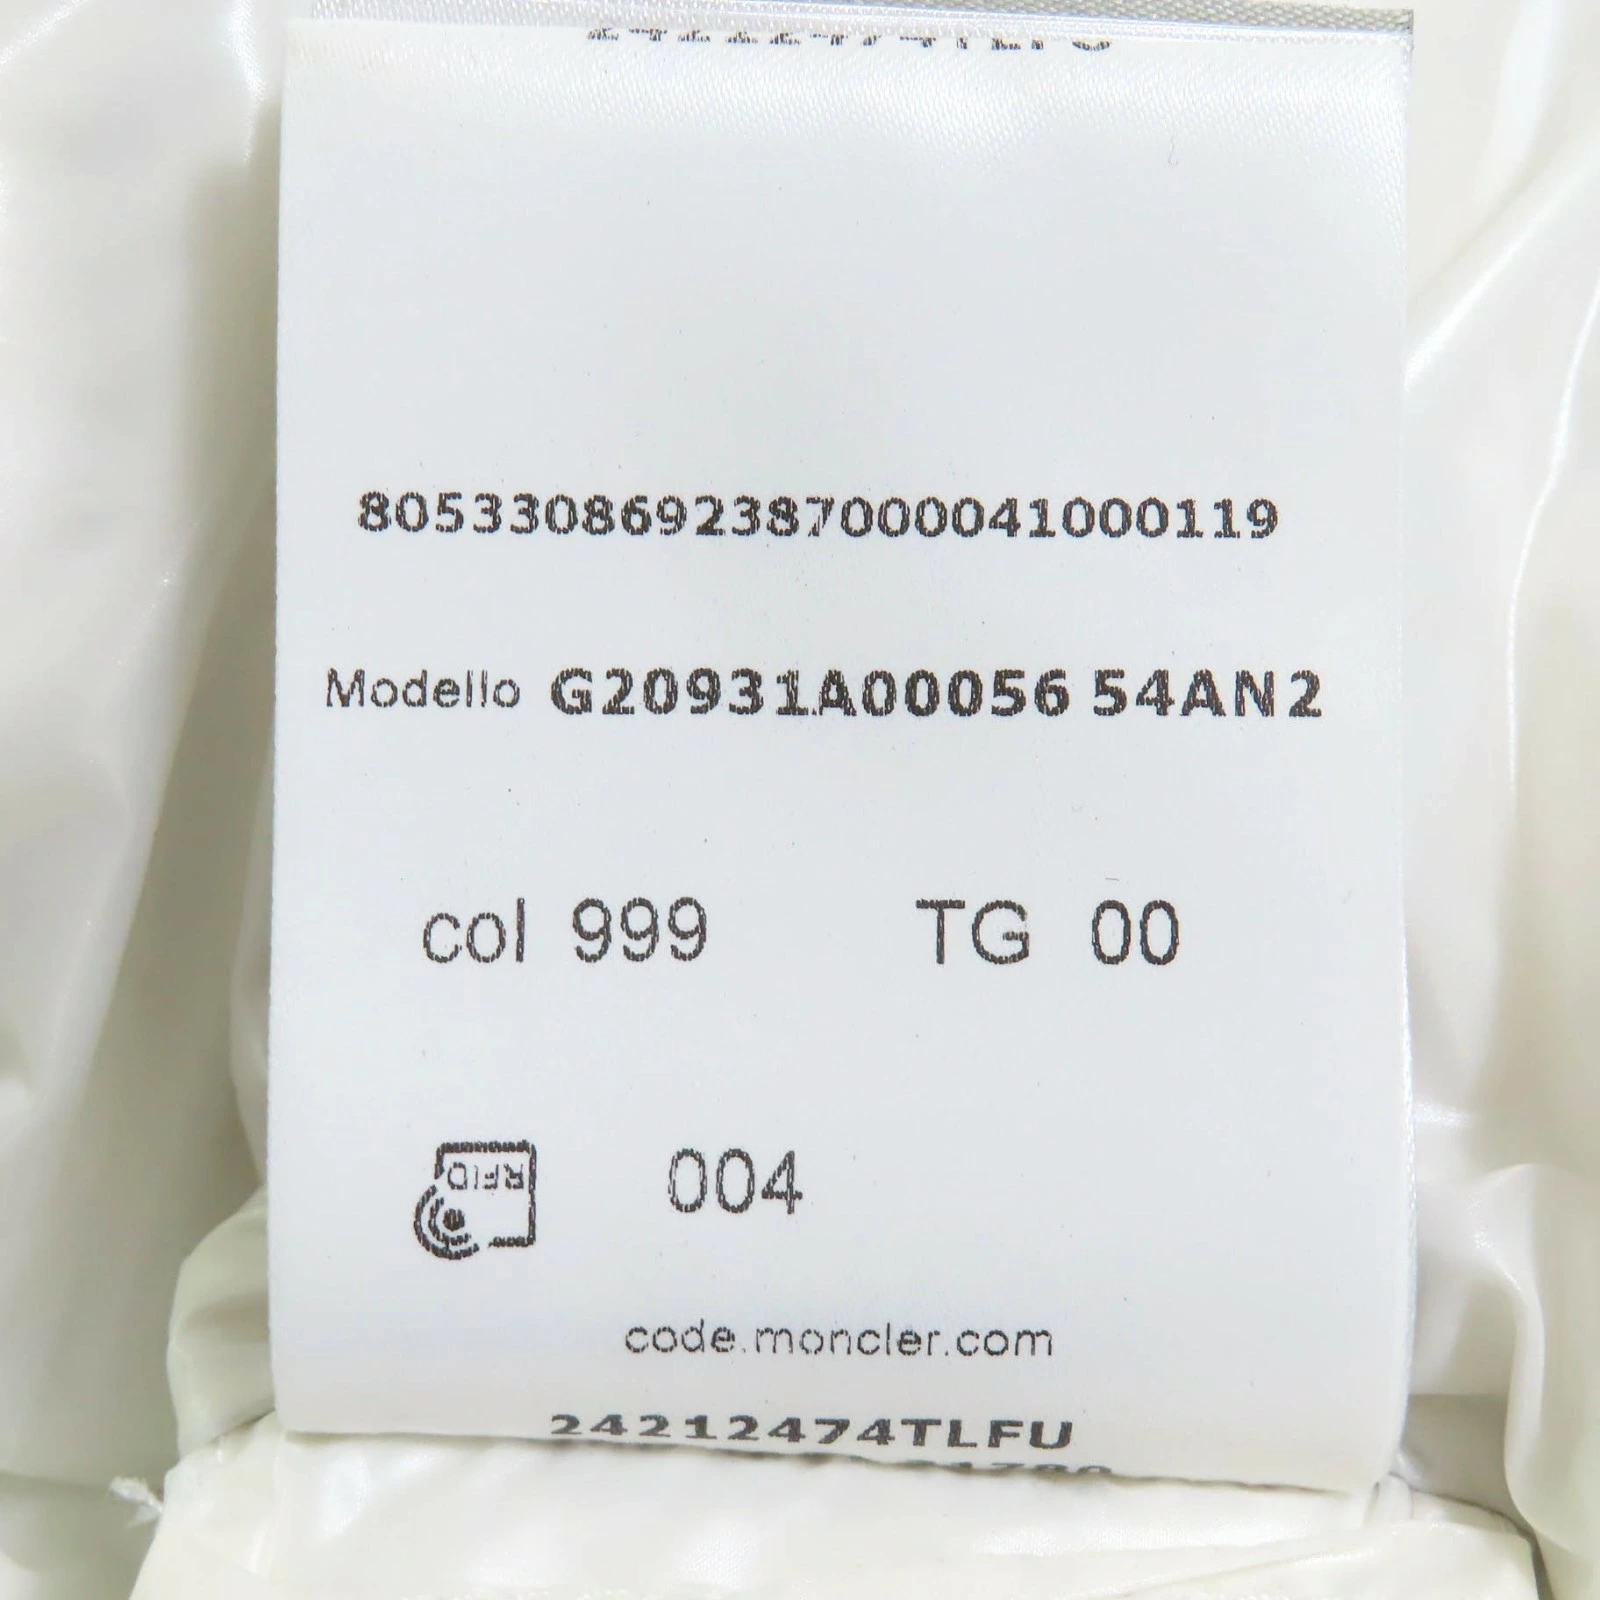 8053308692387000041000119
Modello G20931A00056 54AN2
col 999 TG 00
RFID 004
code.moncler.com
24212474TLFU